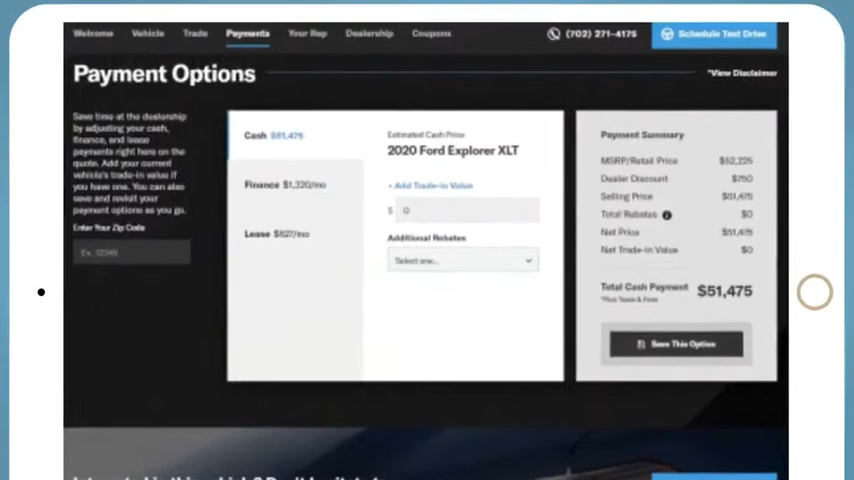 Welcome Vehicle Trade Payments Your Rep Dealership Coupons (702) 271-4175 Schedule Test Drive
Payment Options
*View Disclaimer
Save time at the dealership
by adjusting your cash,
finance, and lease
payments right here on the
quote. Add your current
vehicle's trade-in value if
you have one. You can also
save and revisit your
payment options as you go.
Enter Your Zip Code
Ex. 12345
Cash $51,475
Finance $1,320/mo
Lease $827/mo
Estimated Cash Price
2020 Ford Explorer XLT
+ Add Trade-In Value
$ 0
Additional Rebates
Select one...
Payment Summary
MSRP/Retail Price $52,225
Dealer Discount $750
Selling Price $51,475
Total Rebates $0
Net Price $51,475
Net Trade-In Value $0
Total Cash Payment $51,475
*Plus Taxes & Fees
Save This Option